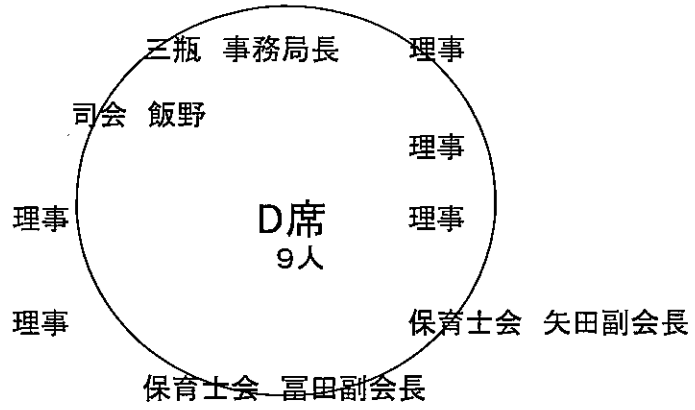 三瓶 事務局長 理事
司会 飯野
理事
理事 D席 理事
9人
理事 保育士会 矢田副会長
保育士会 冨田副会長